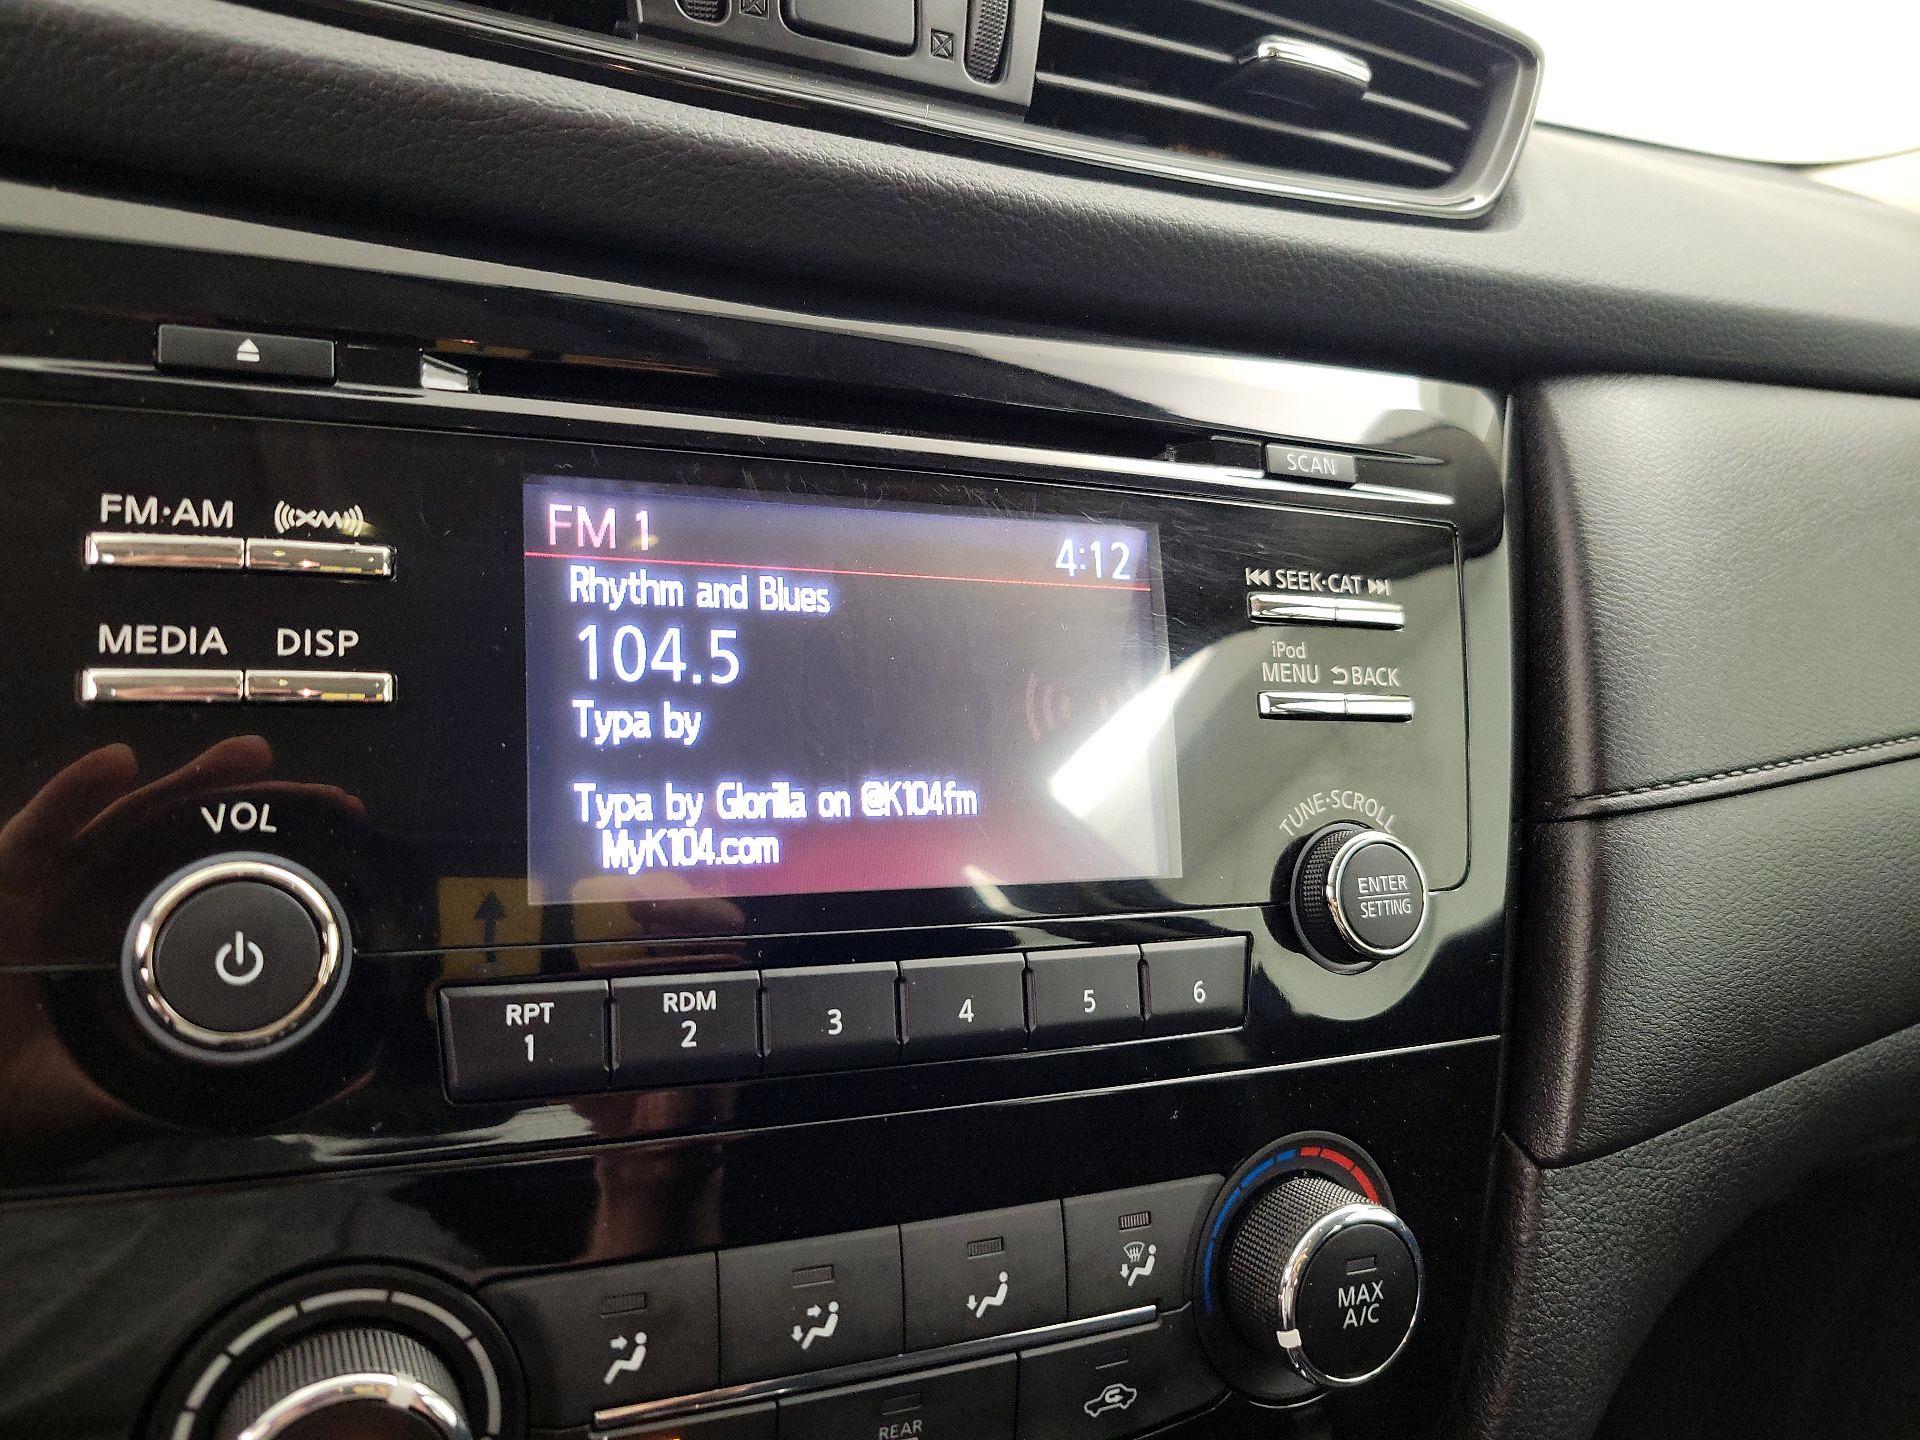 SCAN
FM·AM
XM
FM 1
4:12
Rhythm and Blues
SEEK·CAT
104.5
MEDIA
DISP
iPod
MENU
BACK
Typa by
Typa by Glorilla on @K104fm
MyK104.com
VOL
TUNE·SCROLL
ENTER
SETTING
RPT
1
RDM
2
3
4
5
6
MAX
A/C
REAR